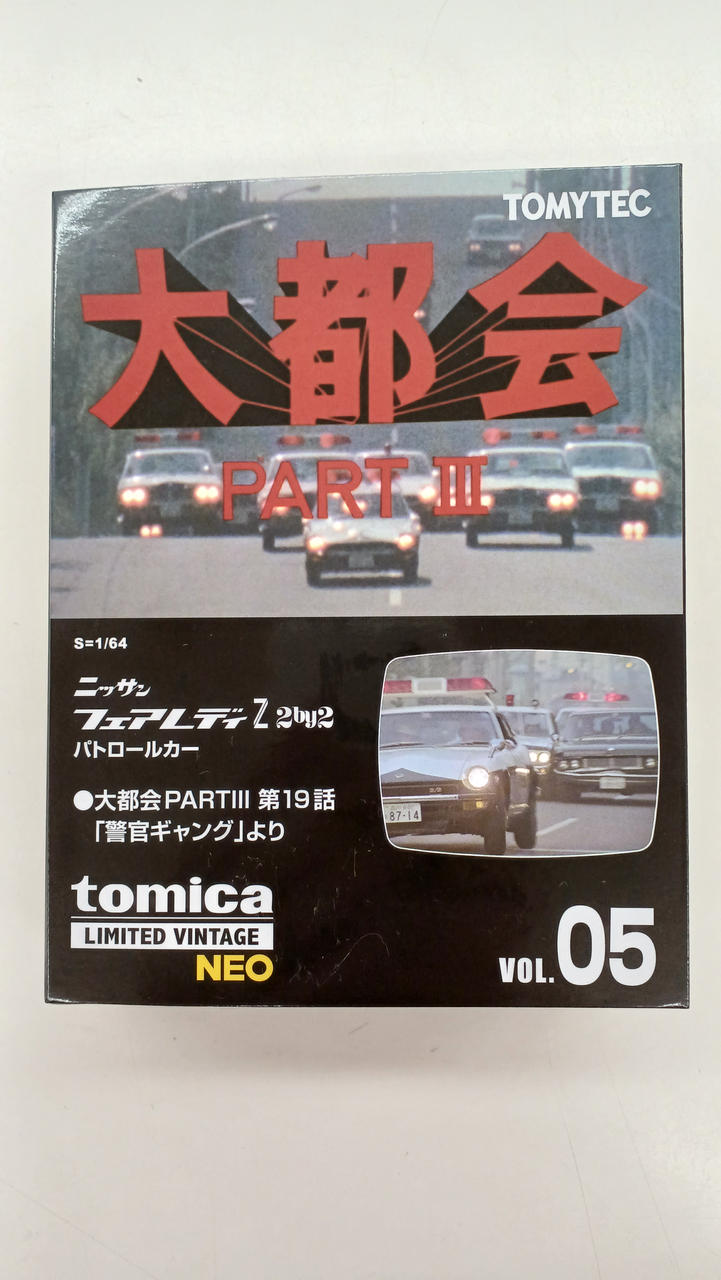 TOMYTEC
大都会
PART III
S=1/64
ニッサン
フェアレディZ 2by2
パトロールカー
●大都会PARTIII 第19話
「警官ギャング」より
87-14
tomica
LIMITED VINTAGE
NEO
VOL.05